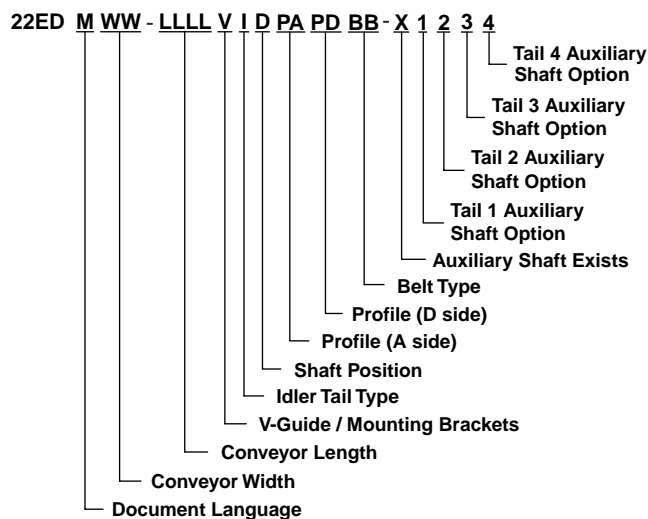 22ED M WW - LLLL V I D PA PD BB - X 1 2 3 4
Tail 4 Auxiliary
Shaft Option
Tail 3 Auxiliary
Shaft Option
Tail 2 Auxiliary
Shaft Option
Tail 1 Auxiliary
Shaft Option
Auxiliary Shaft Exists
Belt Type
Profile (D side)
Profile (A side)
Shaft Position
Idler Tail Type
V-Guide / Mounting Brackets
Conveyor Length
Conveyor Width
Document Language